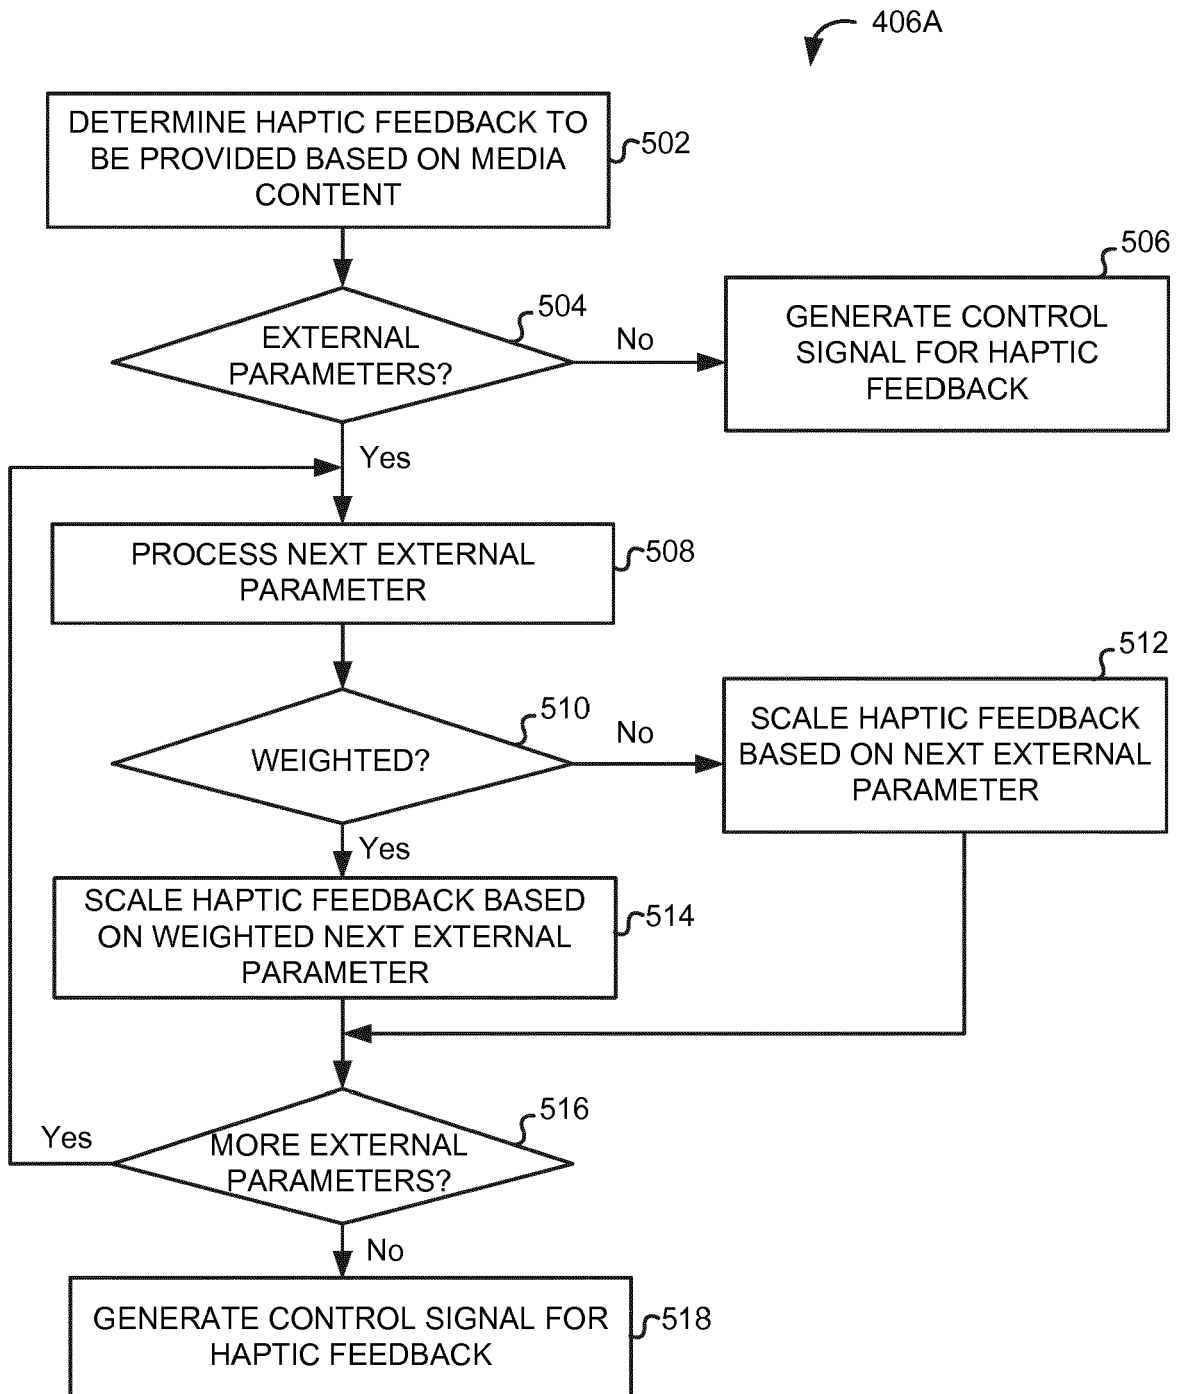 406A
DETERMINE HAPTIC FEEDBACK TO
BE PROVIDED BASED ON MEDIA
CONTENT
502
504
EXTERNAL
PARAMETERS?
No
506
GENERATE CONTROL
SIGNAL FOR HAPTIC
FEEDBACK
Yes
PROCESS NEXT EXTERNAL
PARAMETER
508
510
WEIGHTED?
No
512
SCALE HAPTIC FEEDBACK
BASED ON NEXT EXTERNAL
PARAMETER
Yes
SCALE HAPTIC FEEDBACK BASED
ON WEIGHTED NEXT EXTERNAL
PARAMETER
514
516
MORE EXTERNAL
PARAMETERS?
Yes
No
GENERATE CONTROL SIGNAL FOR
HAPTIC FEEDBACK
518